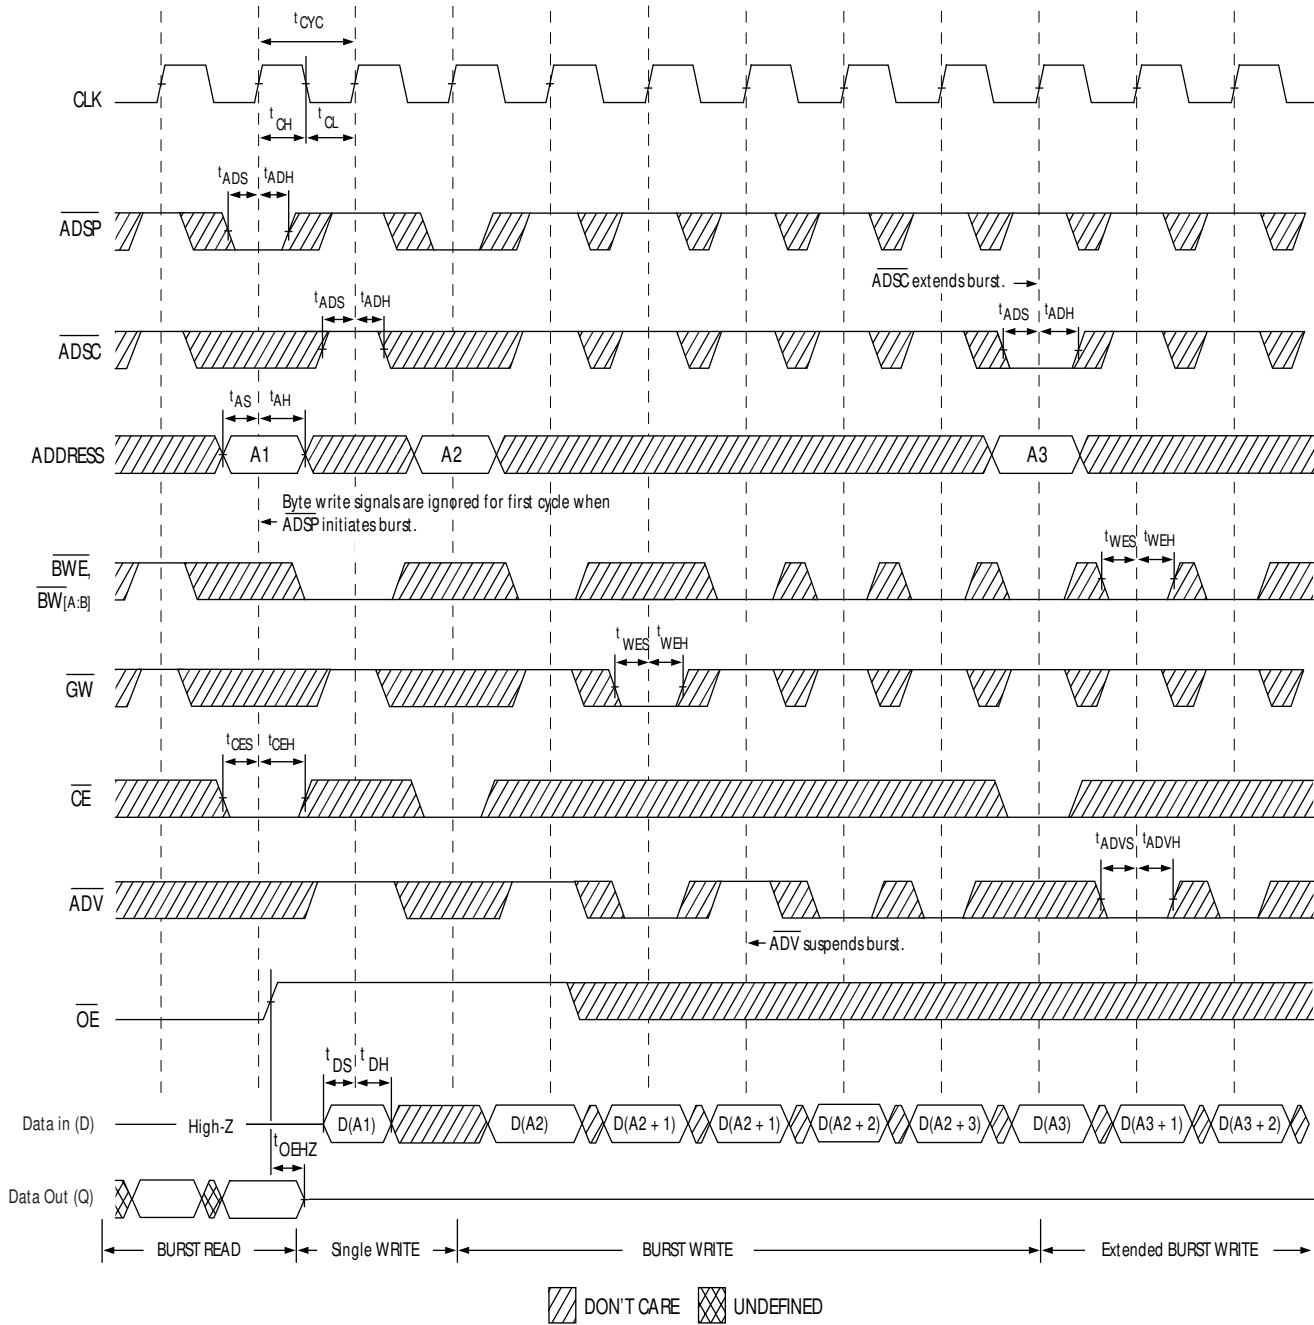 tCYC
CLK
tCH
tCL
tADS
tADH
ADSP
ADSC extends burst.
tADS
tADH
tADS
tADH
ADSC
tAS
tAH
ADDRESS
A1
A2
A3
Byte write signals are ignored for first cycle when
ADSP initiates burst.
tWES
tWEH
BWE,
BW[A:B]
tWES
tWEH
GW
tCES
tCEH
CE
tADVS
tADVH
ADV
ADV suspends burst.
OE
tDS
tDH
Data in (D)
High-Z
D(A1)
D(A2)
D(A2 + 1)
D(A2 + 1)
D(A2 + 2)
D(A2 + 3)
D(A3)
D(A3 + 1)
D(A3 + 2)
tOEHZ
Data Out (Q)
BURST READ
Single WRITE
BURST WRITE
Extended BURST WRITE
DON'T CARE
UNDEFINED